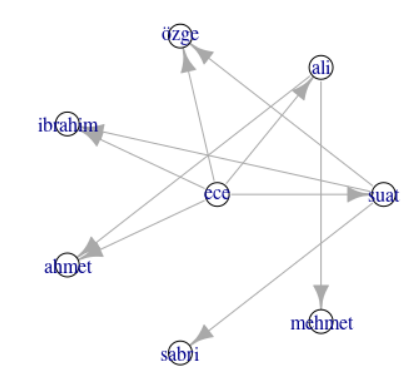 özge
ali
ibrahim
ece
suat
ahmet
mehmet
sabri